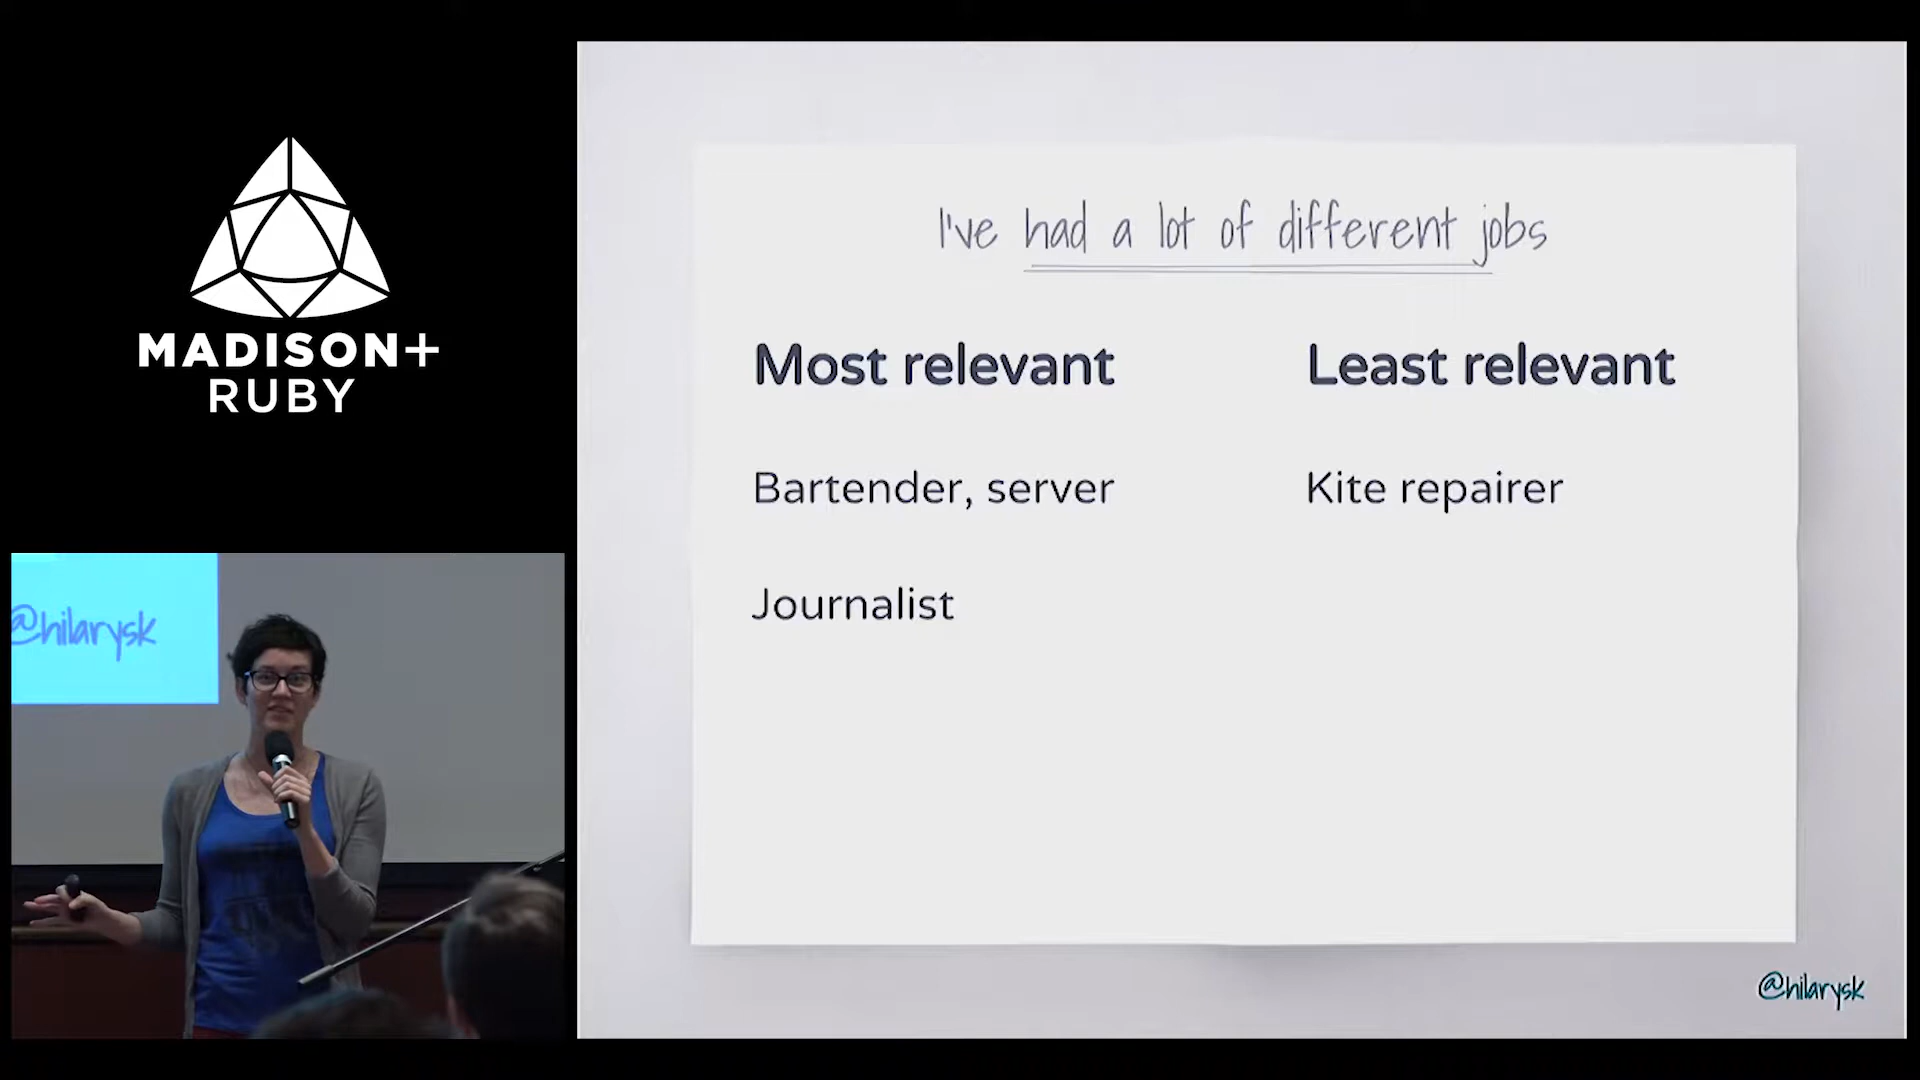 MADISON+
RUBY
I've had a lot of different jobs
Most relevant
Least relevant
Bartender, server
Kite repairer
Journalist
@hilarysk
@hilarysk